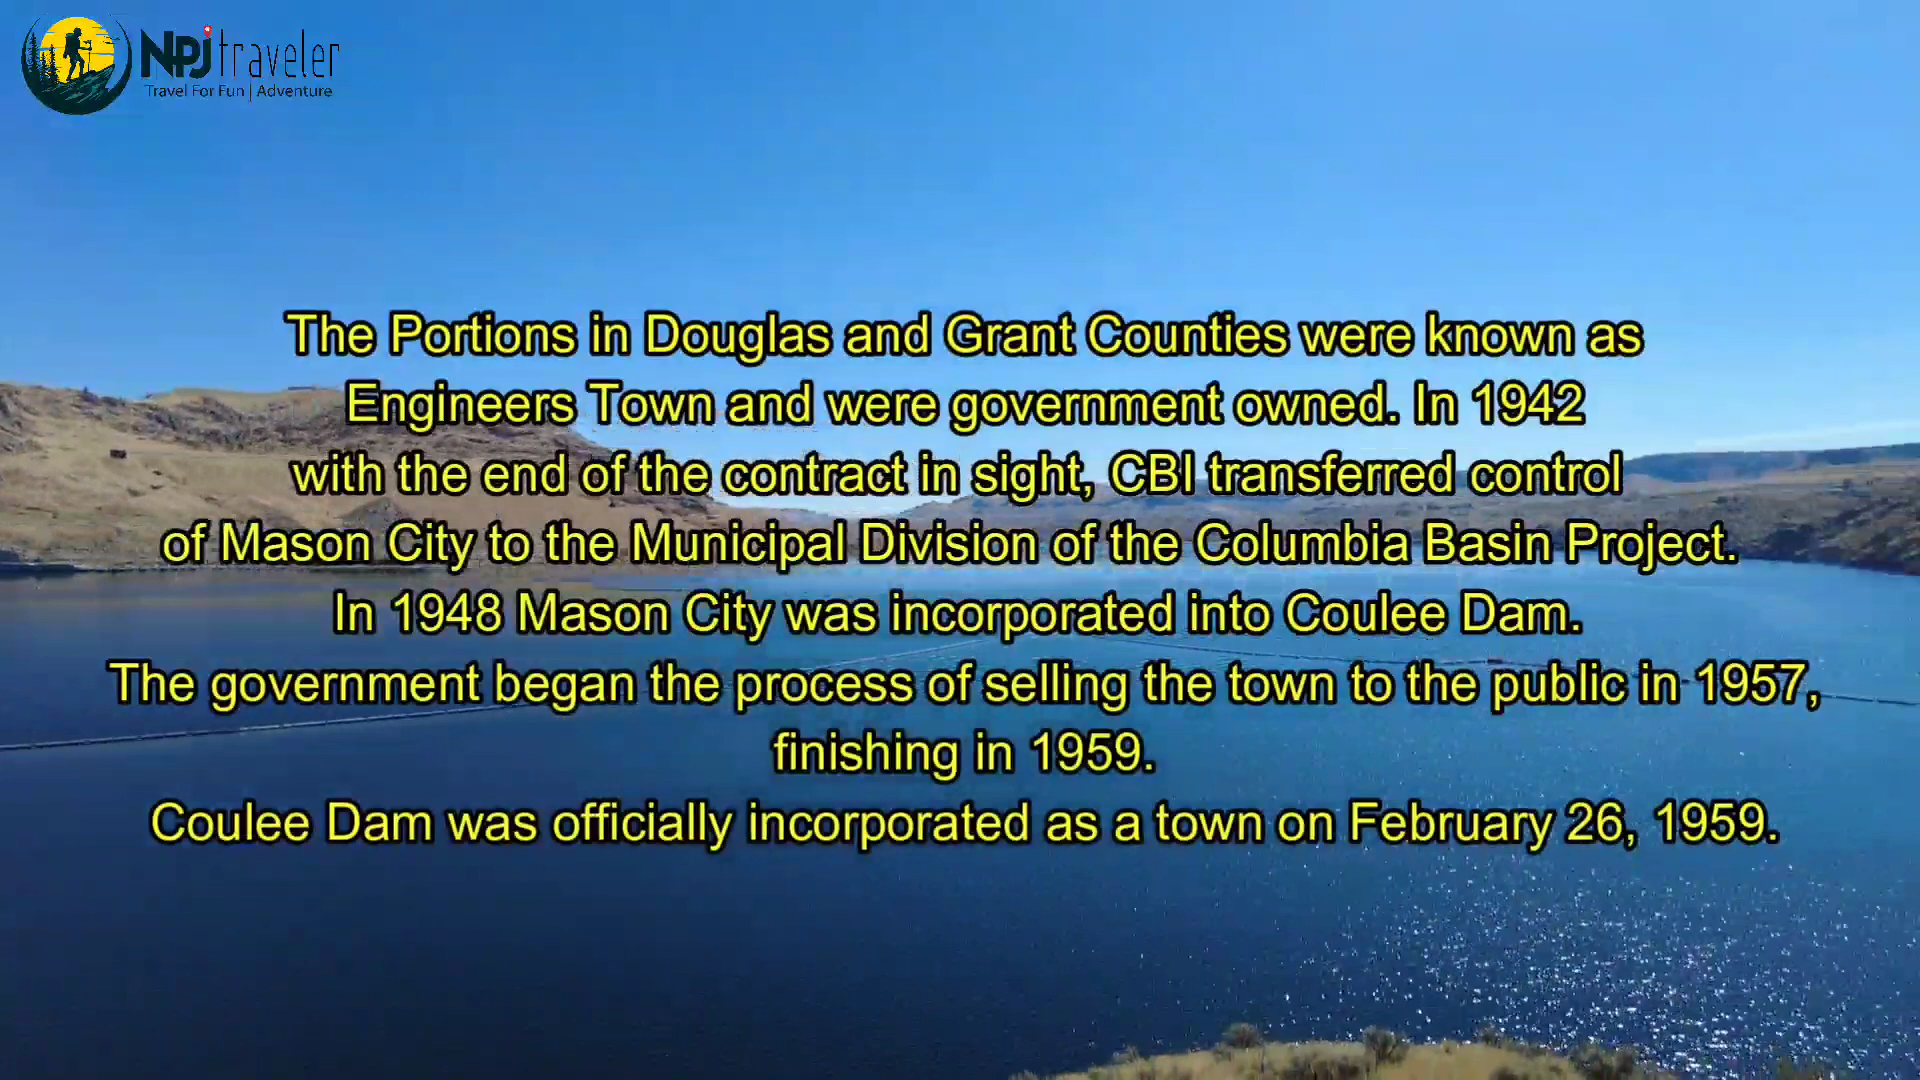 NPJtraveler
Travel For Fun | Adventure
The Portions in Douglas and Grant Counties were known as
Engineers Town and were government owned. In 1942
with the end of the contract in sight, CBI transferred control
of Mason City to the Municipal Division of the Columbia Basin Project.
In 1948 Mason City was incorporated into Coulee Dam.
The government began the process of selling the town to the public in 1957,
finishing in 1959.
Coulee Dam was officially incorporated as a town on February 26, 1959.